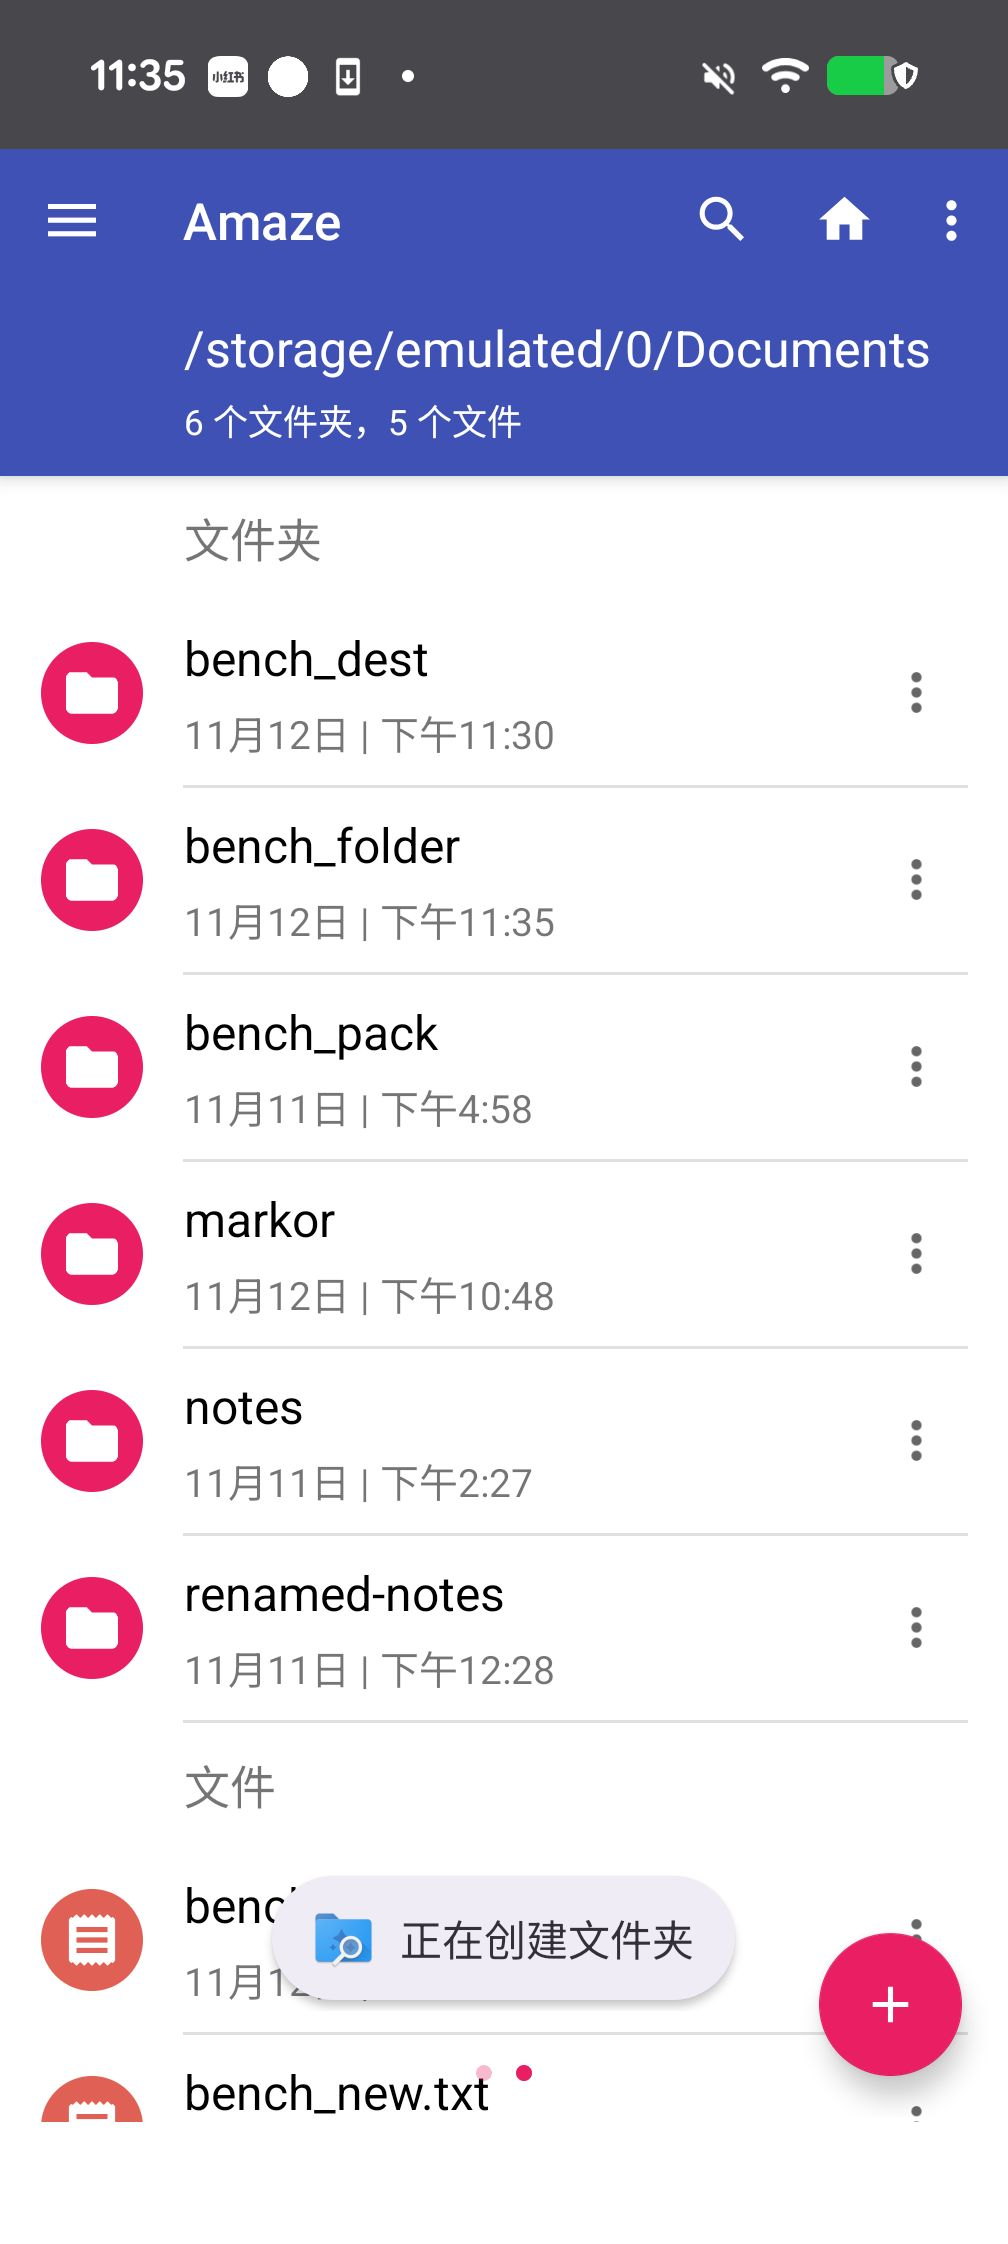 11:35 小红书
Amaze
/storage/emulated/0/Documents
6 个文件夹，5 个文件
文件夹
bench_dest
11月12日 | 下午11:30
bench_folder
11月12日 | 下午11:35
bench_pack
11月11日 | 下午4:58
markor
11月12日 | 下午10:48
notes
11月11日 | 下午2:27
renamed-notes
11月11日 | 下午12:28
文件
正在创建文件夹
bench_new.txt